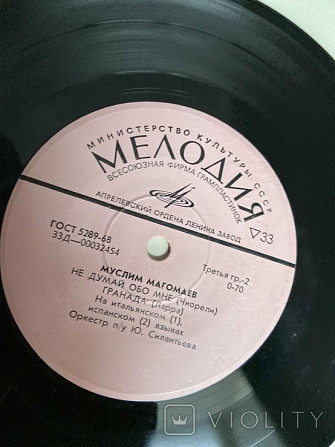 МИНИСТЕРСТВО КУЛЬТУРЫ СССР
МЕЛОДИЯ
ВСЕСОЮЗНАЯ ФИРМА ГРАМПЛАСТИНОК
АПРЕЛЕВСКИЙ ОРДЕНА ЛЕНИНА ЗАВОД
33
ГОСТ 5289-68
33Д-00032454
Третья гр.-2
0-70
МУСЛИМ МАГОМАЕВ
НЕ ДУМАЙ ОБО МНЕ (Чиорели)
ГРАНАДА (Ларра)
На итальянском (1),
испанском (2) языках
Оркестр п/у Ю. Силантьева
VIOLITY